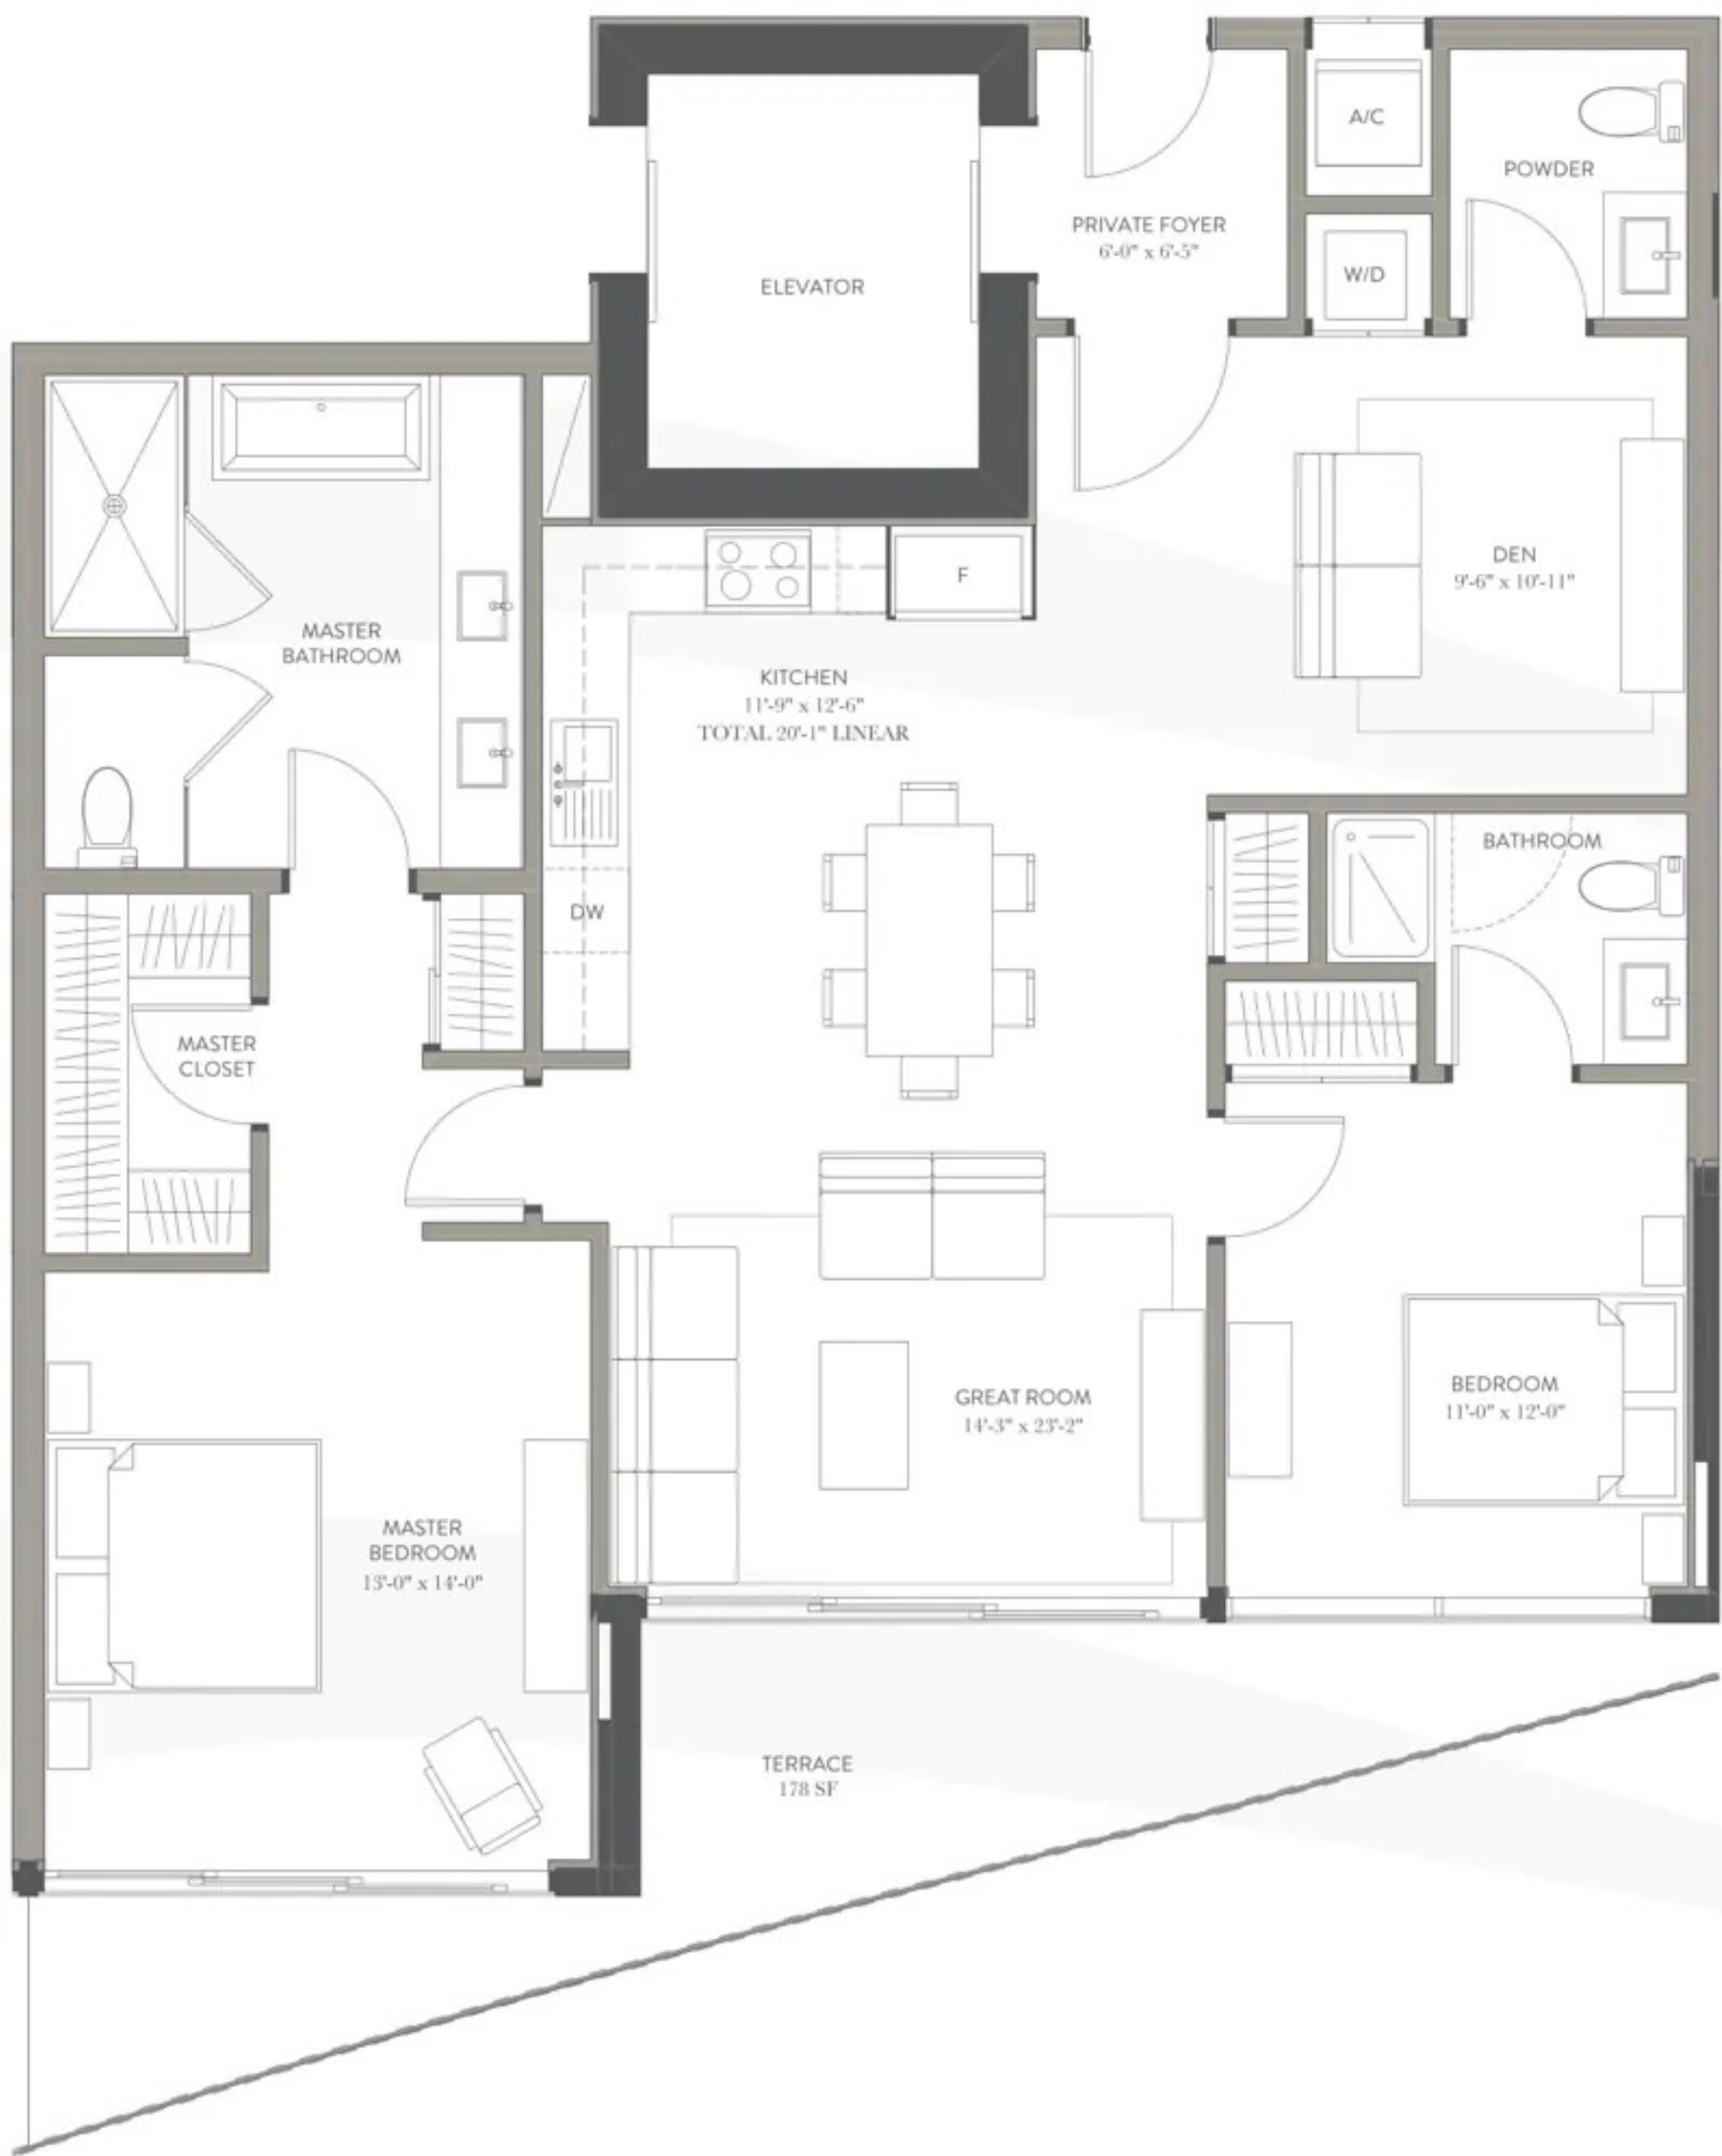 A/C
POWDER
PRIVATE FOYER
6'-0" x 6'-5"
W/D
ELEVATOR
DEN
9'-6" x 10'-11"
F
MASTER
BATHROOM
KITCHEN
11'-9" x 12'-6"
TOTAL 20'-1" LINEAR
BATHROOM
DW
MASTER
CLOSET
BEDROOM
11'-0" x 12'-0"
GREAT ROOM
14'-3" x 23'-2"
MASTER
BEDROOM
13'-0" x 14'-0"
TERRACE
178 SF